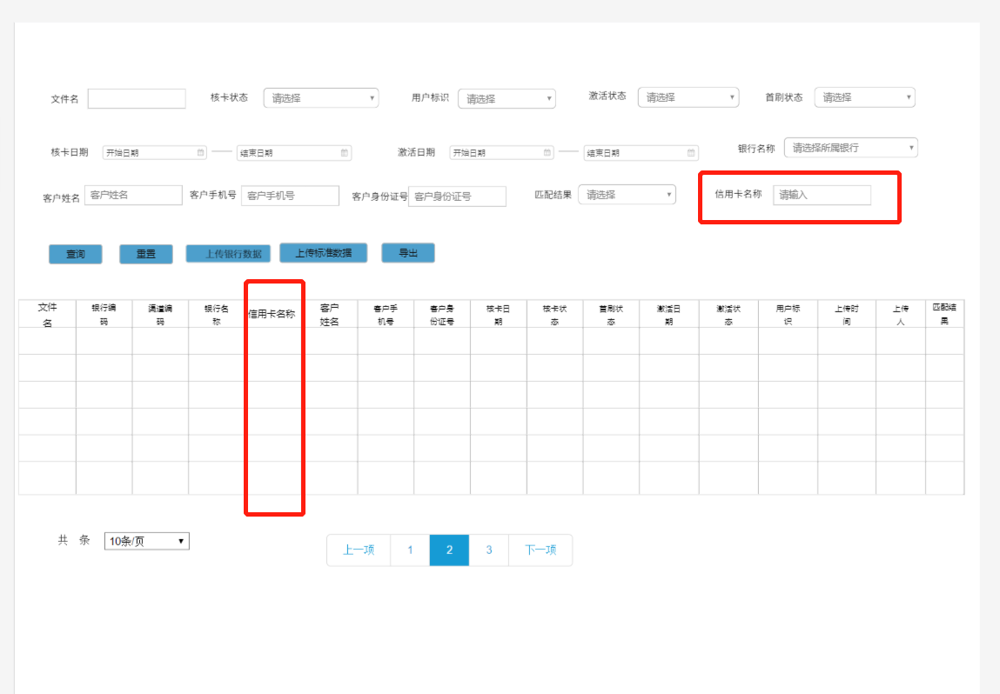 文件名 核卡状态 请选择 用户标识 请选择 激活状态 请选择 首刷状态 请选择
核卡日期 开始日期 结束日期 激活日期 开始日期 结束日期 银行名称 请选择所属银行
客户姓名 客户姓名 客户手机号 客户手机号 客户身份证号 客户身份证号 匹配结果 请选择 信用卡名称 请输入
查询 重置 上传银行数据 上传标准数据 导出
文件名 银行编码 渠道编码 银行名称 信用卡名称 客户姓名 客户手机号 客户身份证号 核卡日期 核卡状态 首刷状态 激活日期 激活状态 用户标识 上传时间 上传人 匹配结果
共 条 10条/页 上一项 1 2 3 下一项